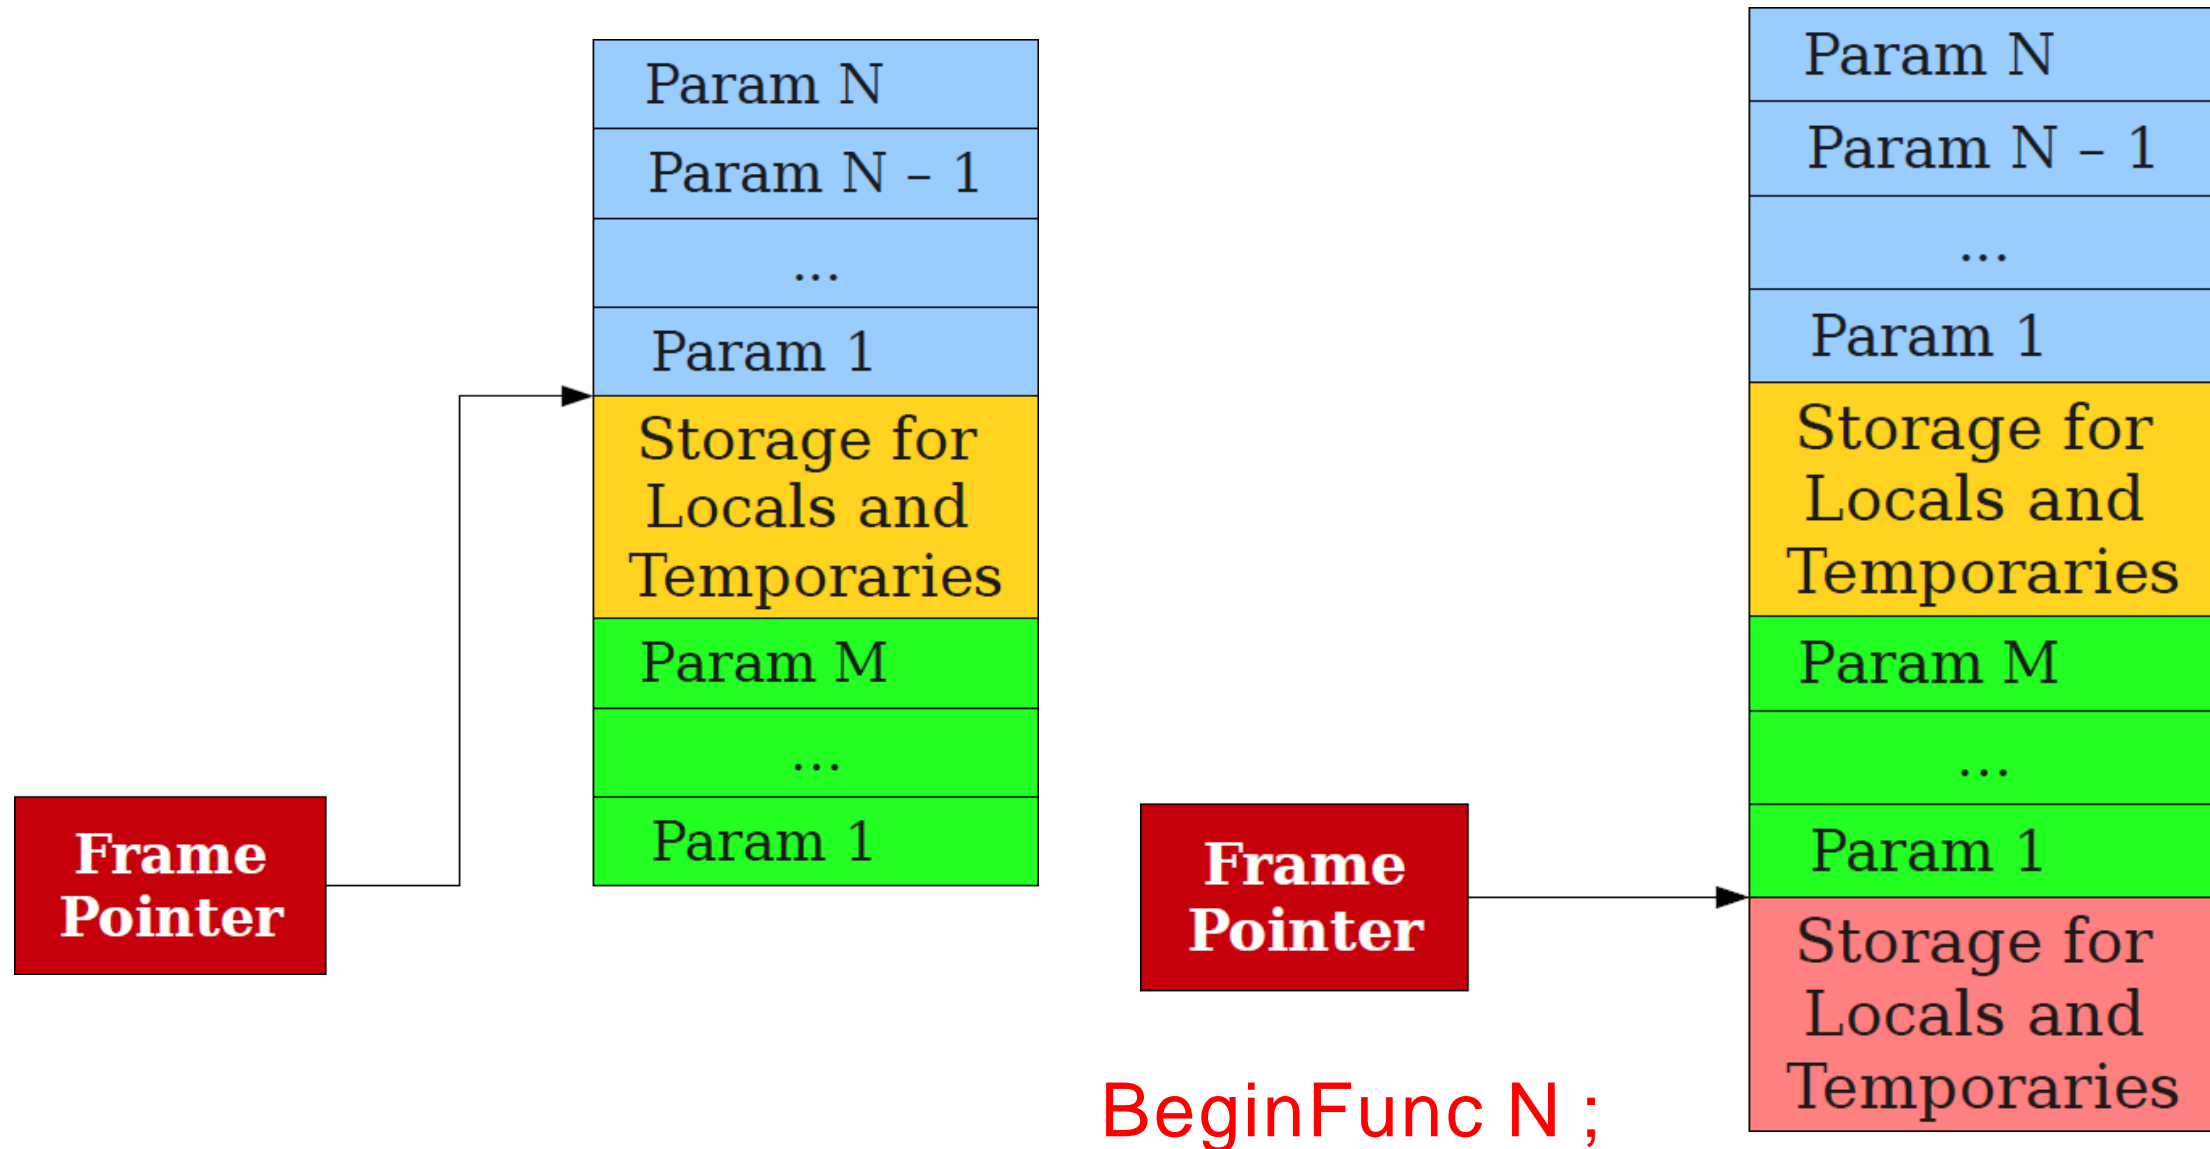 Param N
Param N – 1
...
Param 1
Storage for
Locals and
Temporaries
Param M
...
Param 1
Frame
Pointer
Param N
Param N – 1
...
Param 1
Storage for
Locals and
Temporaries
Param M
...
Param 1
Storage for
Locals and
Temporaries
Frame
Pointer
BeginFunc N ;